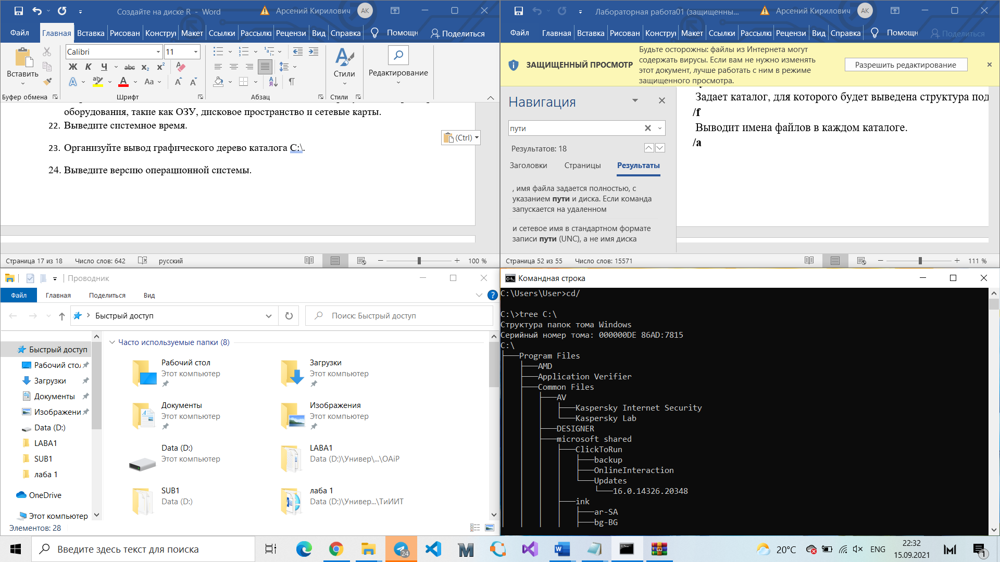 Создайте на диске R - Word
Арсений Кирилович
АК
Файл
Главная
Вставка
Рисован
Констру
Макет
Ссылки
Рассылки
Рецензи
Вид
Справка
Помощн
Поделиться
Вставить
Calibri
11
Ж К Ч abc x₂ x²
Aa
Стили
Редактирование
Буфер обмена
Шрифт
Абзац
Стили
оборудования, такие как ОЗУ, дисковое пространство и сетевые карты.
22. Выведите системное время.
23. Организуйте вывод графического дерево каталога C:\.
24. Выведите версию операционной системы.
(Ctrl)
Страница 17 из 18
Число слов: 642
русский
100 %
Лабораторная работа01 (защищенны...
Арсений Кирилович
АК
Файл
Главная
Вставка
Рисован
Констру
Макет
Ссылки
Рассылки
Рецензи
Вид
Справка
Помощн
Поделиться
ЗАЩИЩЕННЫЙ ПРОСМОТР
Будьте осторожны: файлы из Интернета могут
содержать вирусы. Если вам не нужно изменять
этот документ, лучше работать с ним в режиме
защищенного просмотра.
Разрешить редактирование
Навигация
пути
Результатов: 18
Заголовки
Страницы
Результаты
, имя файла задается полностью, с
указанием пути и диска. Если команда
запускается на удаленном
и сетевое имя в стандартном формате
записи пути (UNC), а не имя диска
Задает каталог, для которого будет выведена структура под
/f
Выводит имена файлов в каждом каталоге.
/a
Страница 52 из 55
Число слов: 15571
111 %
Проводник
Файл
Главная
Поделиться
Вид
Быстрый доступ
Поиск: Быстрый доступ
Быстрый доступ
Рабочий стол
Загрузки
Документы
Изображени
Data (D:)
LABA1
SUB1
лаба 1
OneDrive
Этот компьютер
Часто используемые папки (8)
Рабочий стол
Этот компьютер
Загрузки
Этот компьютер
Документы
Этот компьютер
Изображения
Этот компьютер
Data (D:)
Этот компьютер
LABA1
Data (D:)\Универ\...\OAiP
SUB1
Data (D:)
лаба 1
Data (D:)\Универ...\ТиИИТ
Элементов: 28
Командная строка
C:\Users\User>cd/
C:\>tree C:\
Структура папок тома Windows
Серийный номер тома: 000000DE 86AD:7815
C:\
├───Program Files
│   ├───AMD
│   ├───Application Verifier
│   ├───Common Files
│   │   ├───AV
│   │   │   ├───Kaspersky Internet Security
│   │   │   └───Kaspersky Lab
│   │   ├───DESIGNER
│   │   ├───microsoft shared
│   │   │   ├───ClickToRun
│   │   │   │   ├───backup
│   │   │   │   ├───OnlineInteraction
│   │   │   │   └───Updates
│   │   │   │       └───16.0.14326.20348
│   │   │   ├───ink
│   │   │   │   ├───ar-SA
│   │   │   │   ├───bg-BG
Введите здесь текст для поиска
24
20°C
ENG
22:32
15.09.2021
1